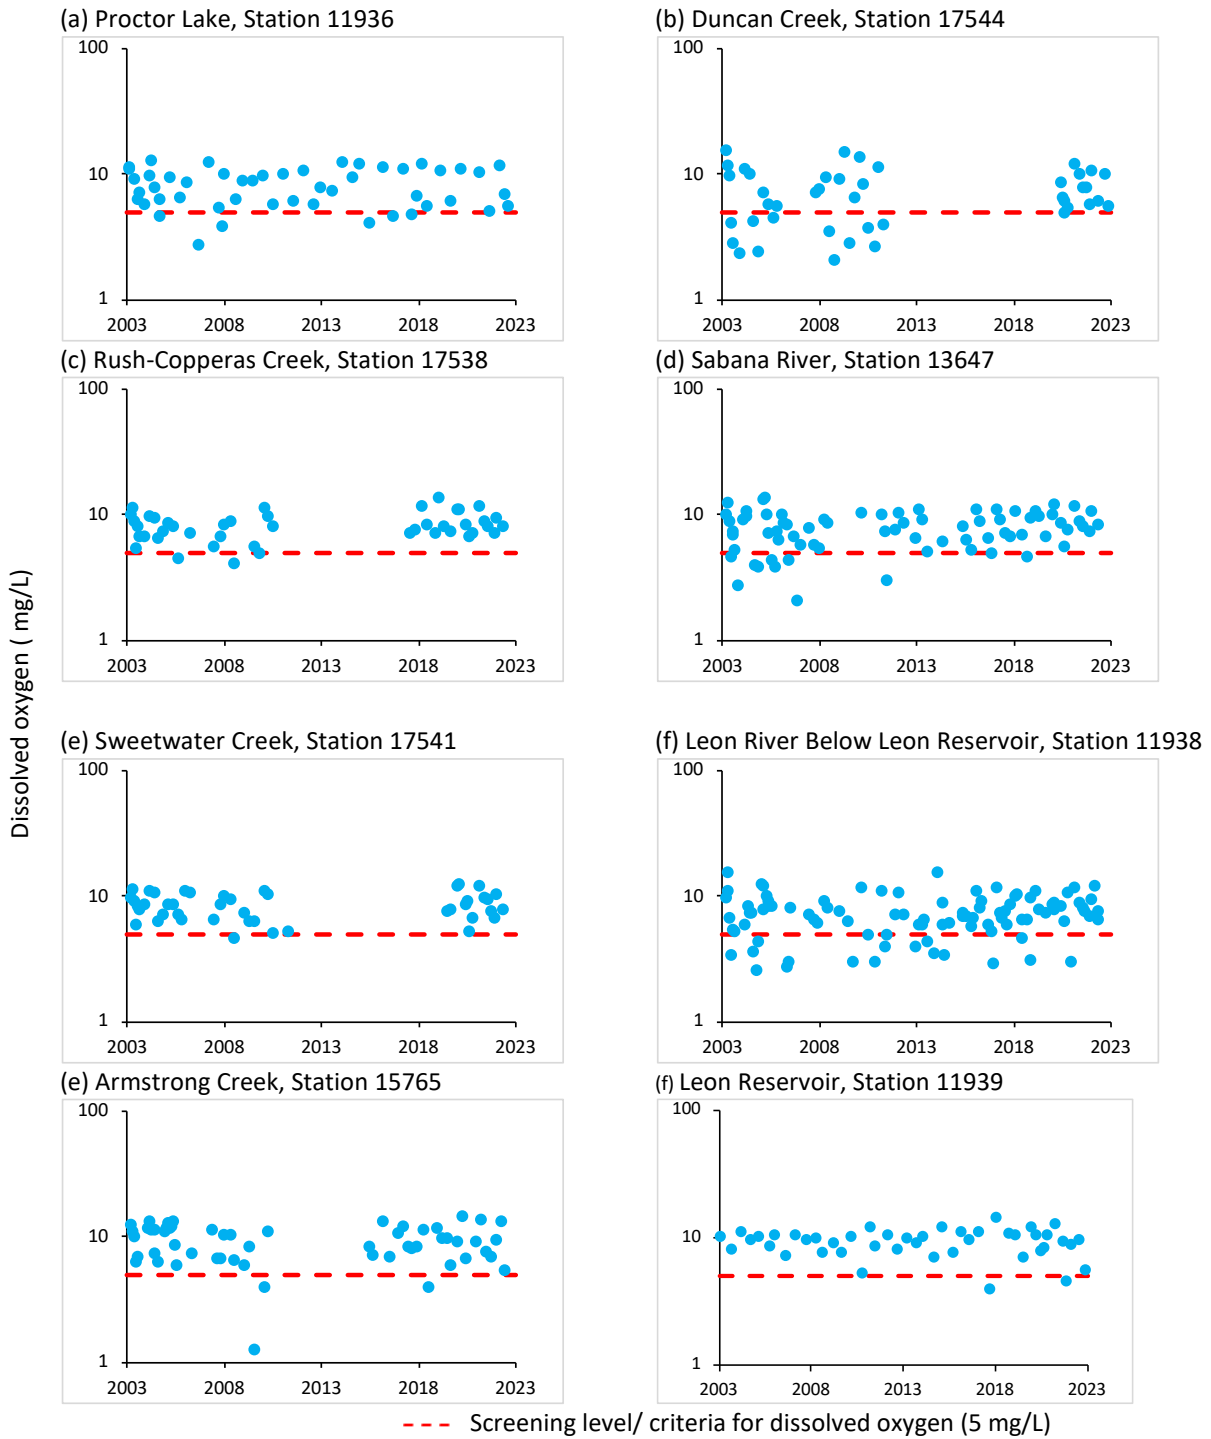 (a) Proctor Lake, Station 11936
100
10
1
2003 2008 2013 2018 2023
(b) Duncan Creek, Station 17544
100
10
1
2003 2008 2013 2018 2023
(c) Rush-Copperas Creek, Station 17538
100
10
1
2003 2008 2013 2018 2023
(d) Sabana River, Station 13647
100
10
1
2003 2008 2013 2018 2023
Dissolved oxygen ( mg/L)
(e) Sweetwater Creek, Station 17541
100
10
1
2003 2008 2013 2018 2023
(f) Leon River Below Leon Reservoir, Station 11938
100
10
1
2003 2008 2013 2018 2023
(e) Armstrong Creek, Station 15765
100
10
1
2003 2008 2013 2018 2023
(f) Leon Reservoir, Station 11939
100
10
1
2003 2008 2013 2018 2023
Screening level/ criteria for dissolved oxygen (5 mg/L)